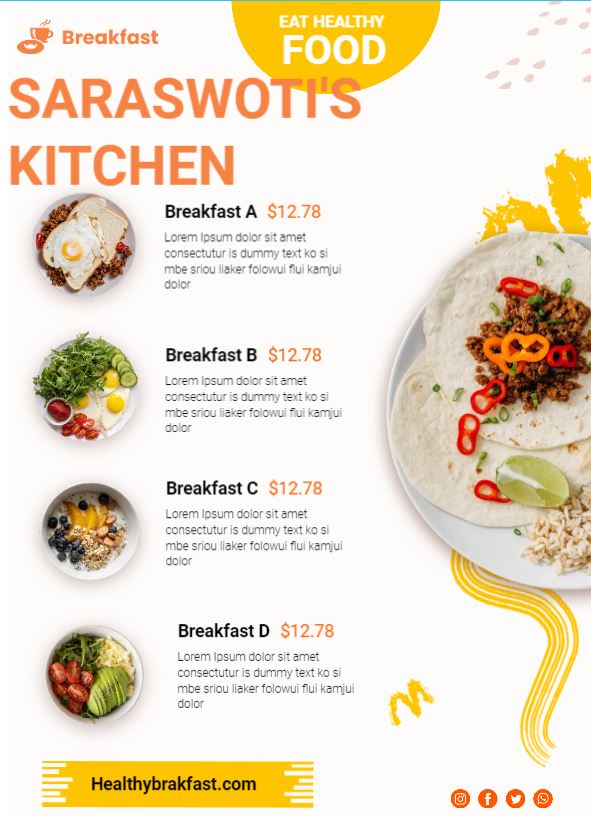 Breakfast
EAT HEALTHY
FOOD
SARASWOTI'S
KITCHEN
Breakfast A $12.78
Lorem Ipsum dolor sit amet
consectutur is dummy text ko si
mbe sriou liaker folowui flui kamjui
dolor
Breakfast B $12.78
Lorem Ipsum dolor sit amet
consectutur is dummy text ko si
mbe sriou liaker folowui flui kamjui
dolor
Breakfast C $12.78
Lorem Ipsum dolor sit amet
consectutur is dummy text ko si
mbe sriou liaker folowui flui kamjui
dolor
Breakfast D $12.78
Lorem Ipsum dolor sit amet
consectutur is dummy text ko si
mbe sriou liaker folowui flui kamjui
dolor
Healthybrakfast.com